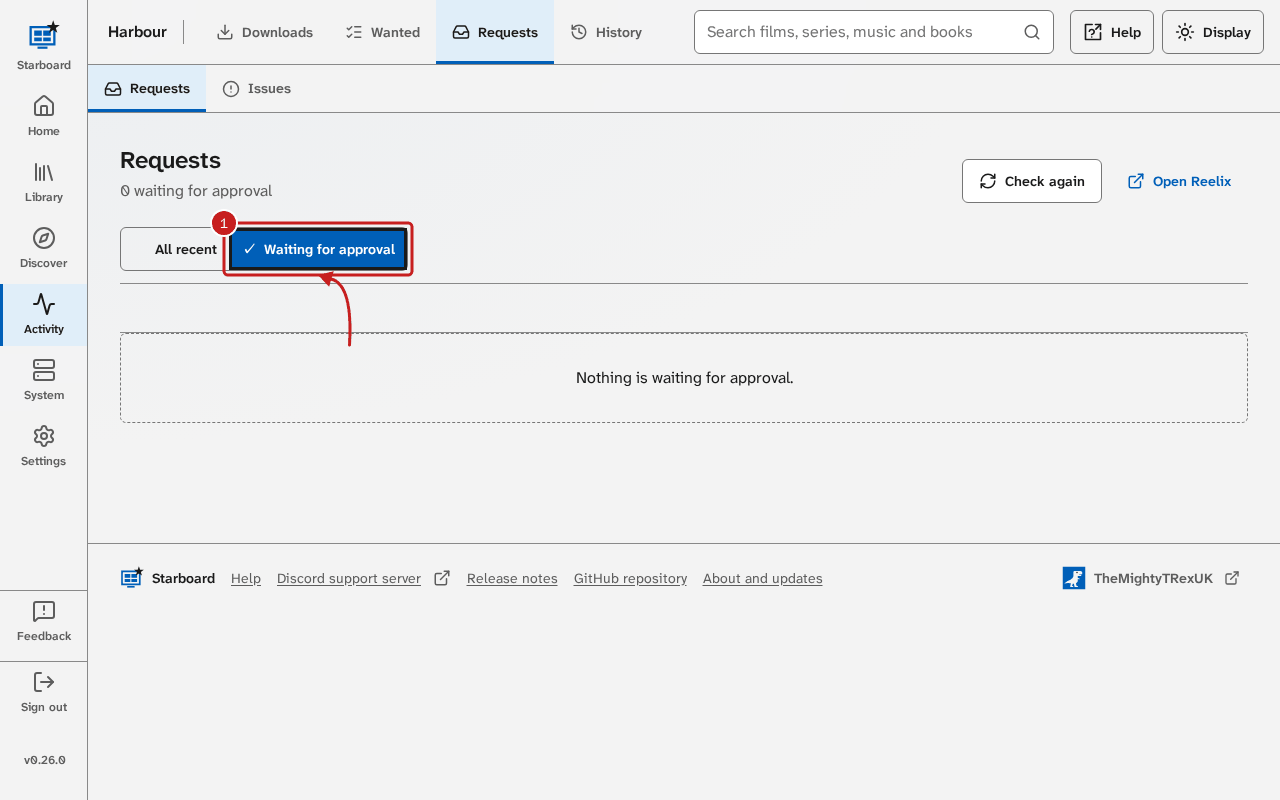 Starboard
Home
Library
Discover
Activity
System
Settings
Feedback
Sign out
v0.26.0
Harbour
Downloads
Wanted
Requests
History
Search films, series, music and books
Help
Display
Requests
Issues
Requests
0 waiting for approval
Check again
Open Reelix
1
All recent
✓ Waiting for approval
Nothing is waiting for approval.
Starboard
Help
Discord support server
Release notes
GitHub repository
About and updates
TheMightyTRexUK